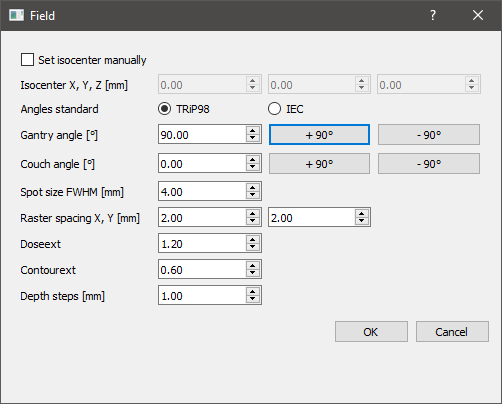 Field ? ×
Set isocenter manually
Isocenter X, Y, Z [mm] 0.00 0.00 0.00
Angles standard TRiP98 IEC
Gantry angle [°] 90.00 + 90° - 90°
Couch angle [°] 0.00 + 90° - 90°
Spot size FWHM [mm] 4.00
Raster spacing X, Y [mm] 2.00 2.00
Doseext 1.20
Contourext 0.60
Depth steps [mm] 1.00
OK Cancel